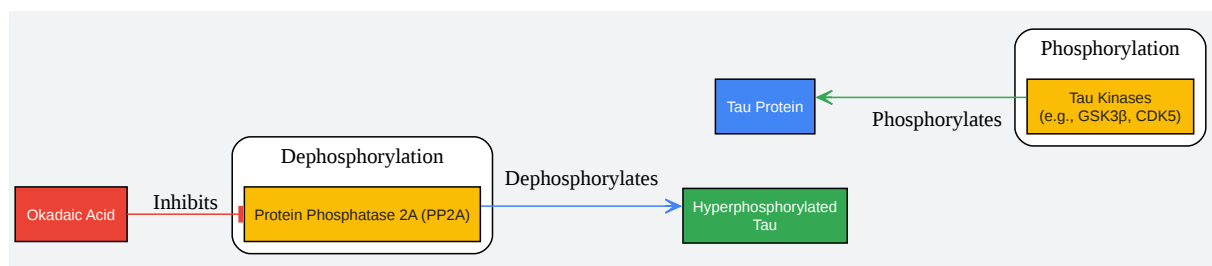 Phosphorylation
Tau Protein
Phosphorylates
Tau Kinases
(e.g., GSK3β, CDK5)
Dephosphorylation
Okadaic Acid
Inhibits
Protein Phosphatase 2A (PP2A)
Dephosphorylates
Hyperphosphorylated
Tau